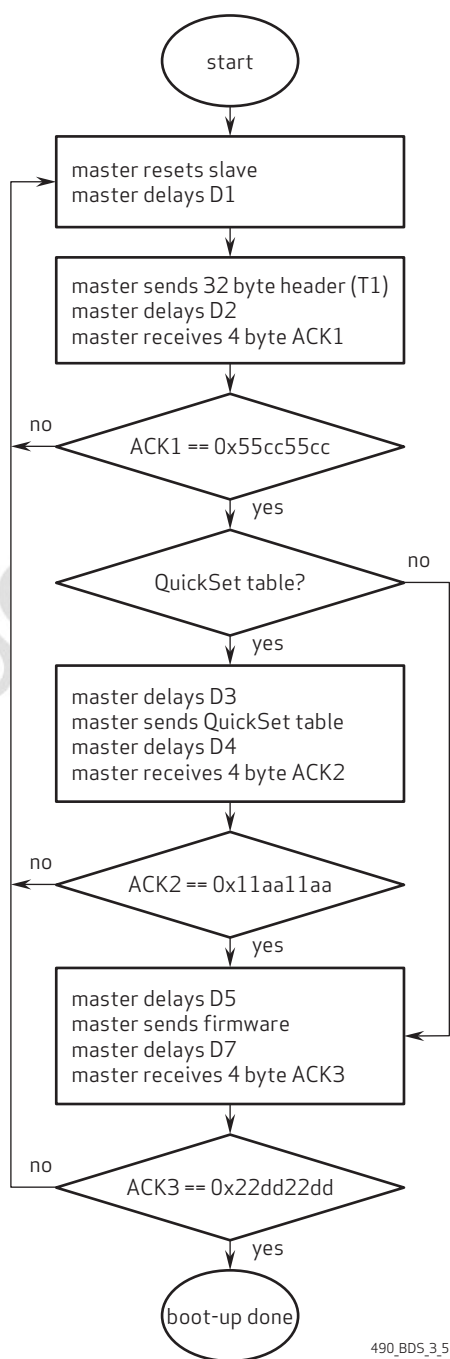 start
master resets slave
master delays D1
master sends 32 byte header (T1)
master delays D2
master receives 4 byte ACK1
no
ACK1 == 0x55cc55cc
yes
no
QuickSet table?
yes
master delays D3
master sends QuickSet table
master delays D4
master receives 4 byte ACK2
no
ACK2 == 0x11aa11aa
yes
master delays D5
master sends firmware
master delays D7
master receives 4 byte ACK3
no
ACK3 == 0x22dd22dd
yes
boot-up done
490_BDS_3_5